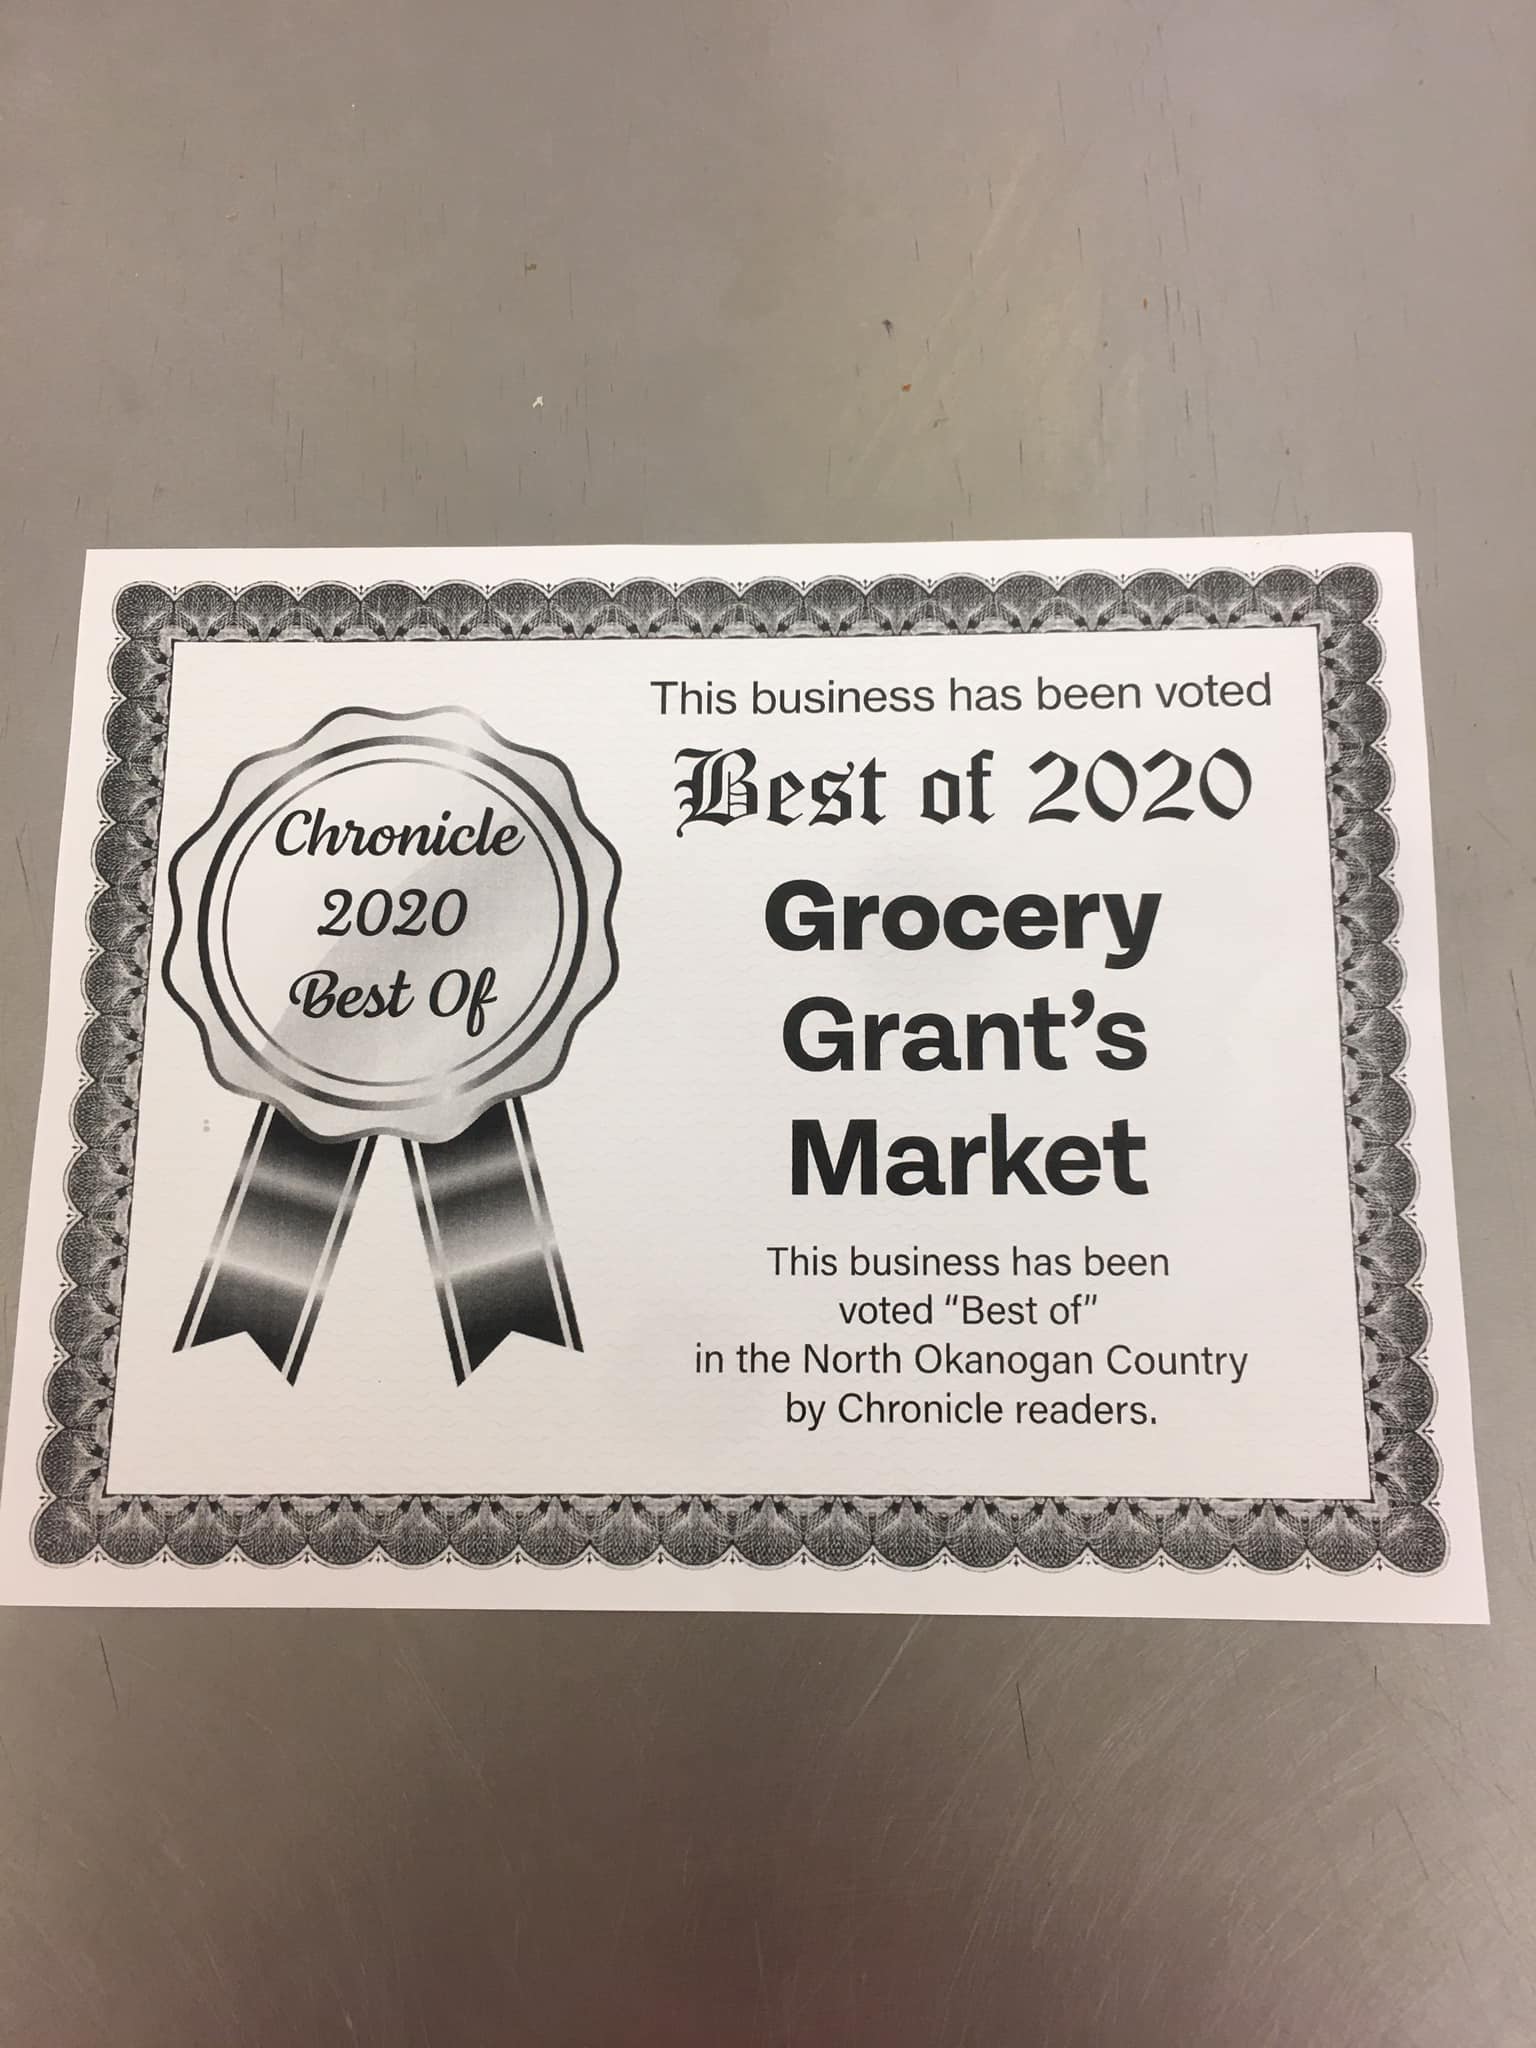 Chronicle
2020
Best Of
This business has been voted
Best of 2020
Grocery
Grant's
Market
This business has been
voted “Best of”
in the North Okanogan Country
by Chronicle readers.